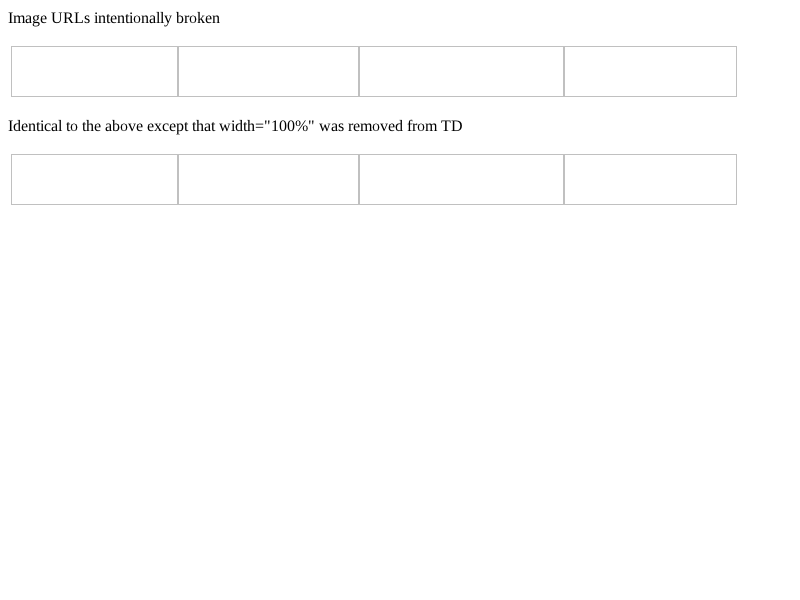 Image URLs intentionally broken
Identical to the above except that width="100%" was removed from TD